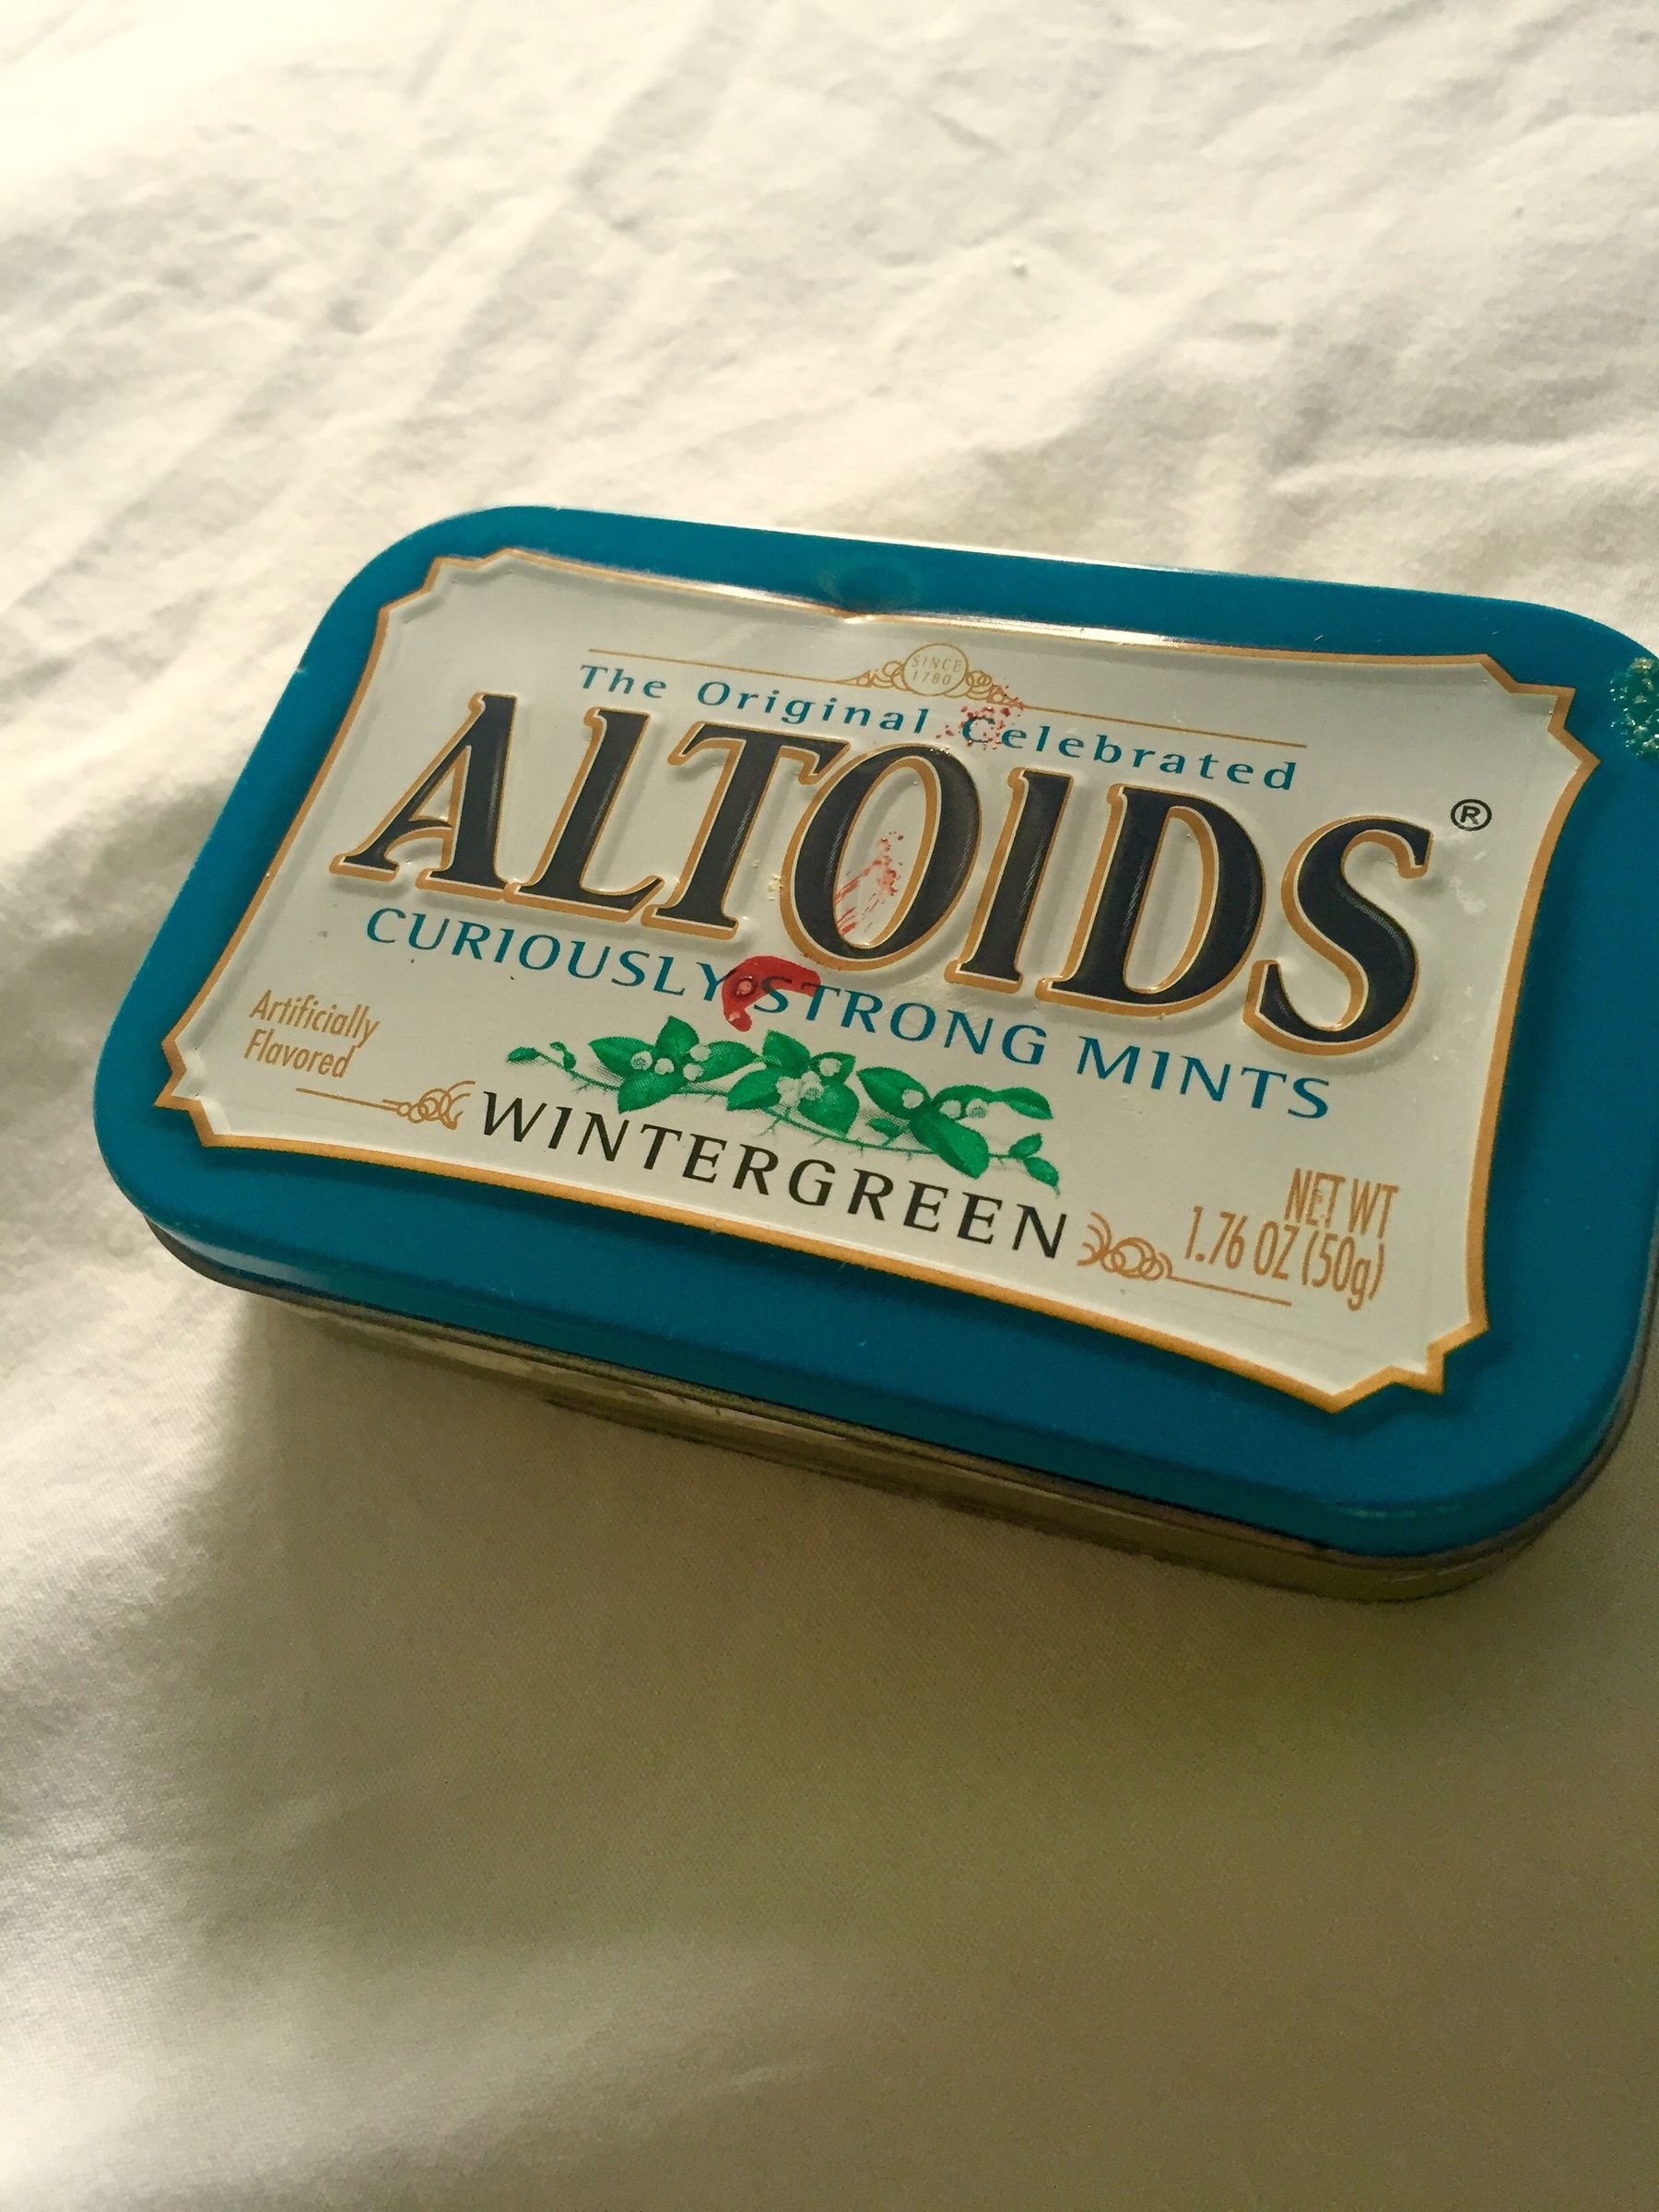 SINCE
1780
The Original Celebrated
ALTOIDS®
CURIOUSLY STRONG MINTS
Artificially
Flavored
WINTERGREEN
NET WT
1.76 OZ (50g)